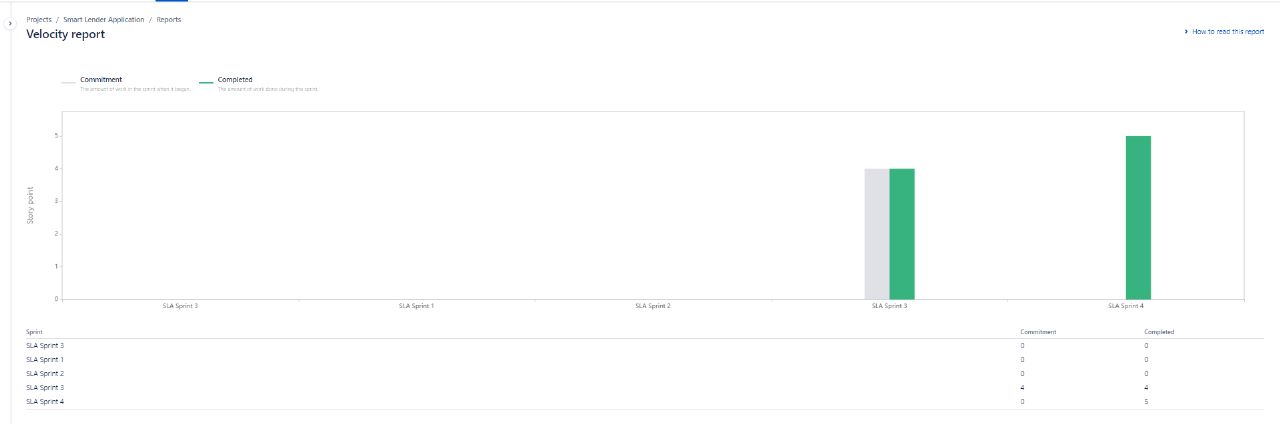 Projects / Smart Lender Application / Reports
Velocity report
How to read this report
Commitment
The amount of work in the sprint when it began.
Completed
The amount of work done during the sprint.
Story point
5
4
3
2
1
0
SLA Sprint 3 SLA Sprint 1 SLA Sprint 2 SLA Sprint 3 SLA Sprint 4
Sprint Commitment Completed
SLA Sprint 3 0 0
SLA Sprint 1 0 0
SLA Sprint 2 0 0
SLA Sprint 3 4 4
SLA Sprint 4 0 5